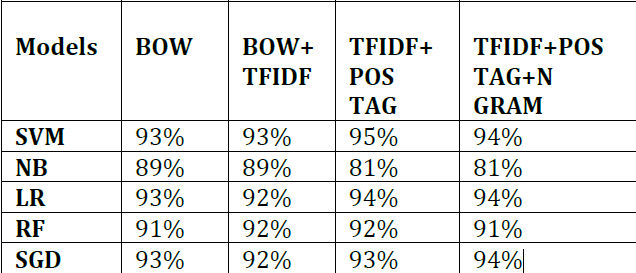 Models BOW BOW+ TFIDF+ TFIDF+POS
TFIDF POS TAG+N
TAG GRAM
SVM 93% 93% 95% 94%
NB 89% 89% 81% 81%
LR 93% 92% 94% 94%
RF 91% 92% 92% 91%
SGD 93% 92% 93% 94%